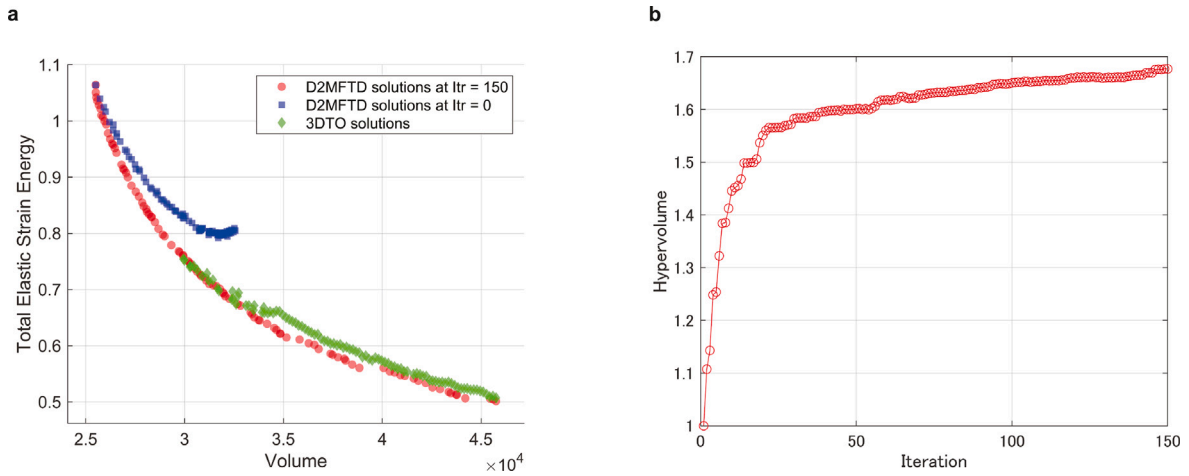 a
1.1
1
0.9
0.8
0.7
0.6
0.5
Total Elastic Strain Energy
D2MFTD solutions at Itr = 150
D2MFTD solutions at Itr = 0
3DTO solutions
2.5 3 3.5 4 4.5
×10⁴
Volume
b
1.7
1.6
1.5
1.4
1.3
1.2
1.1
1
Hypervolume
0 50 100 150
Iteration